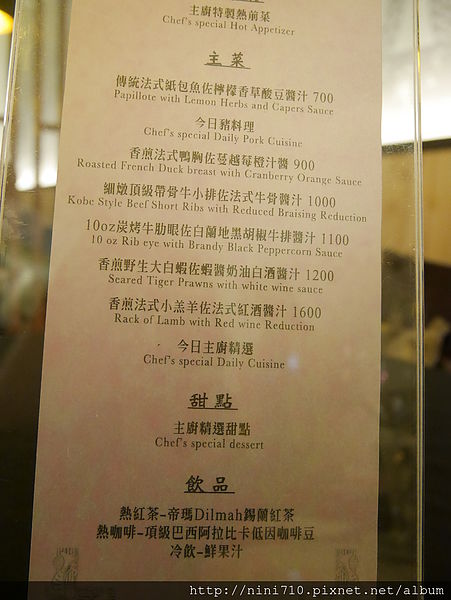 主廚特製熱前菜
Chef's special Hot Appetizer
主菜
傳統法式紙包魚佐檸檬香草酸豆醬汁 700
Papillote with Lemon Herbs and Capers Sauce
今日豬料理
Chef's special Daily Pork Cuisine
香煎法式鴨胸佐蔓越莓橙汁醬 900
Roasted French Duck breast with Cranberry Orange Sauce
細燉頂級帶骨牛小排佐法式牛骨醬汁 1000
Kobe Style Beef Short Ribs with Reduced Braising Reduction
10oz炭烤牛肋眼佐白蘭地黑胡椒牛排醬汁 1100
10 oz Rib eye with Brandy Black Peppercorn Sauce
香煎野生大白蝦佐蝦醬奶油白酒醬汁 1200
Seared Tiger Prawns with white wine sauce
香煎法式小羔羊佐法式紅酒醬汁 1600
Rack of Lamb with Red wine Reduction
今日主廚精選
Chef's special Daily Cuisine
甜點
主廚精選甜點
Chef's special dessert
飲品
熱紅茶–帝瑪Dilmah錫蘭紅茶
熱咖啡–頂級巴西阿拉比卡低因咖啡豆
冷飲–鮮果汁
http://nini710.pixnet.net/album